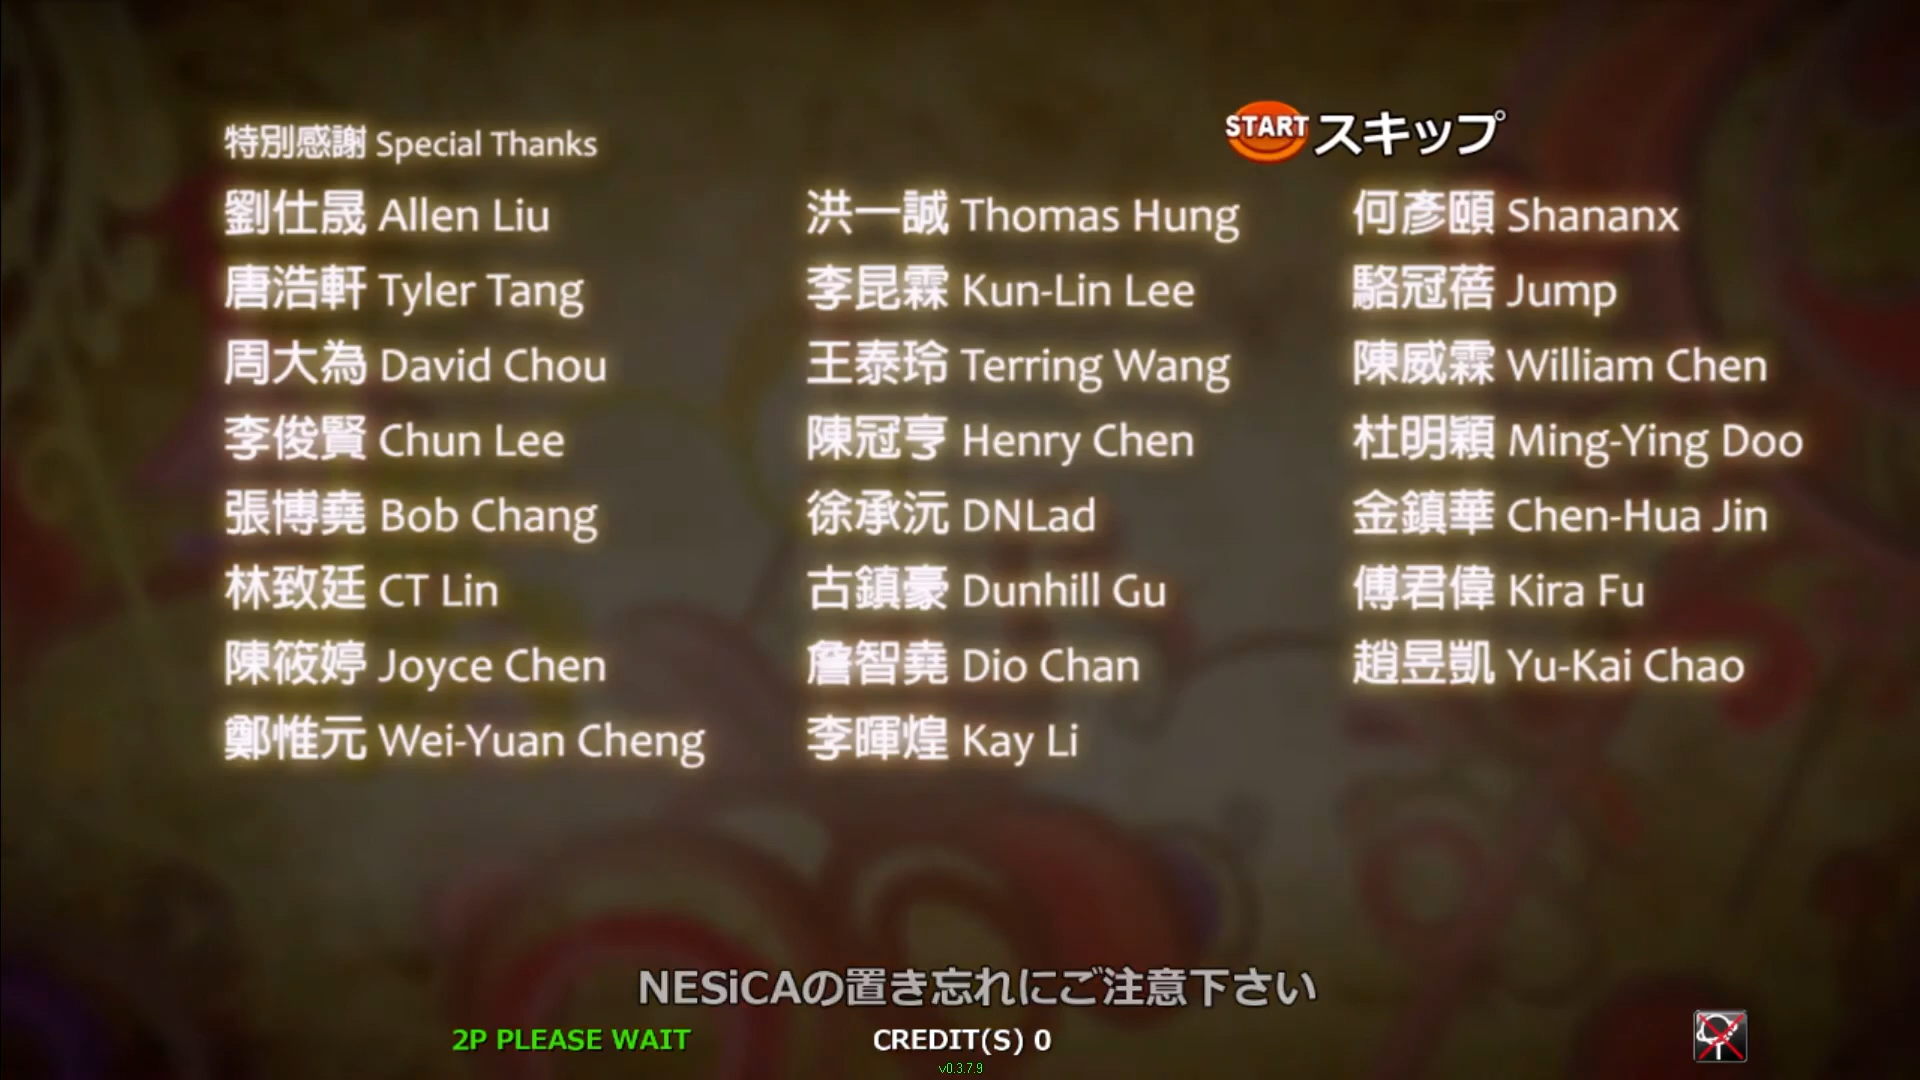 特別感謝 Special Thanks
START スキップ
劉仕晟 Allen Liu
唐浩軒 Tyler Tang
周大為 David Chou
李俊賢 Chun Lee
張博堯 Bob Chang
林致廷 CT Lin
陳筱婷 Joyce Chen
鄭惟元 Wei-Yuan Cheng
洪一誠 Thomas Hung
李昆霖 Kun-Lin Lee
王泰玲 Terring Wang
陳冠亨 Henry Chen
徐承沅 DNLad
古鎮豪 Dunhill Gu
詹智堯 Dio Chan
李暉煌 Kay Li
何彥頤 Shananx
駱冠蓓 Jump
陳威霖 William Chen
杜明穎 Ming-Ying Doo
金鎮華 Chen-Hua Jin
傅君偉 Kira Fu
趙昱凱 Yu-Kai Chao
NESiCAの置き忘れにご注意下さい
2P PLEASE WAIT
CREDIT(S) 0
v0.3.7.9